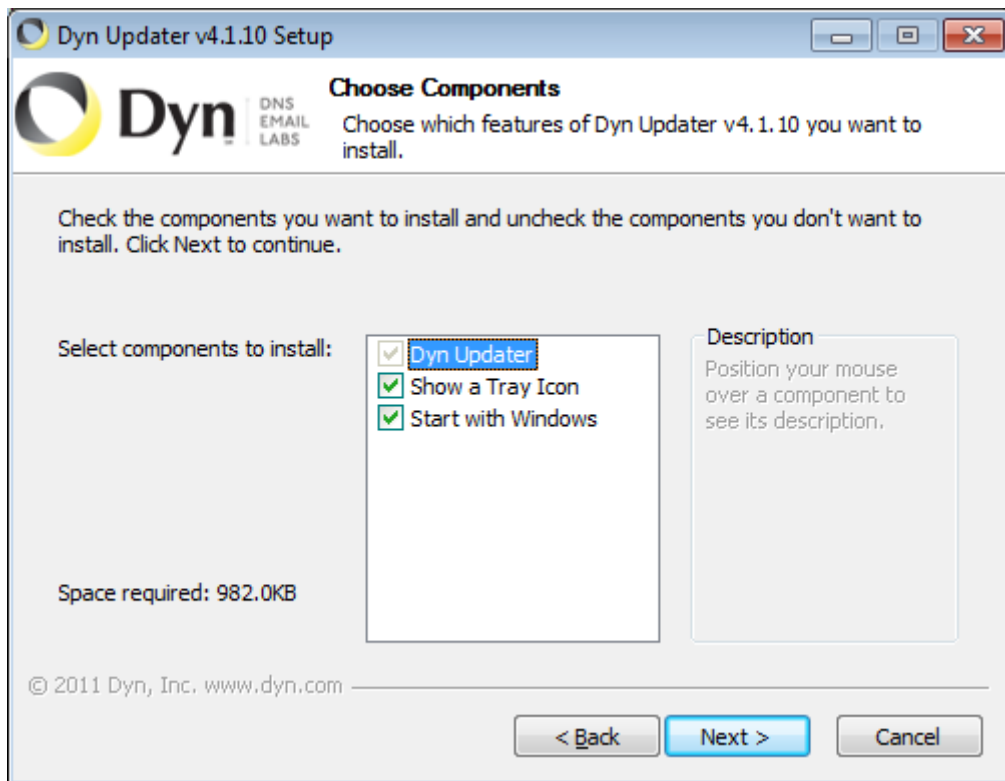 Dyn Updater v4.1.10 Setup
Dyn
DNS
EMAIL
LABS
Choose Components
Choose which features of Dyn Updater v4.1.10 you want to
install.
Check the components you want to install and uncheck the components you don't want to
install. Click Next to continue.
Select components to install:
Dyn Updater
Show a Tray Icon
Start with Windows
Description
Position your mouse
over a component to
see its description.
Space required: 982.0KB
© 2011 Dyn, Inc. www.dyn.com
< Back
Next >
Cancel